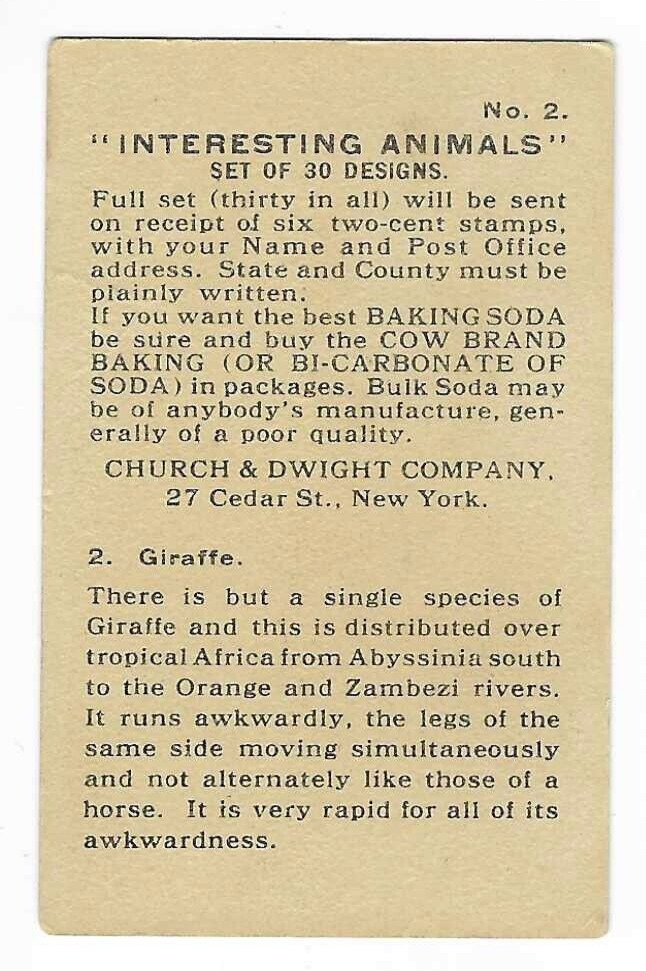 No. 2.
"INTERESTING ANIMALS"
SET OF 30 DESIGNS.
Full set (thirty in all) will be sent
on receipt of six two-cent stamps,
with your Name and Post Office
address. State and County must be
plainly written.
If you want the best BAKING SODA
be sure and buy the COW BRAND
BAKING (OR BI-CARBONATE OF
SODA) in packages. Bulk Soda may
be of anybody's manufacture, gen-
erally of a poor quality.
CHURCH & DWIGHT COMPANY,
27 Cedar St., New York.
2. Giraffe.
There is but a single species of
Giraffe and this is distributed over
tropical Africa from Abyssinia south
to the Orange and Zambezi rivers.
It runs awkwardly, the legs of the
same side moving simultaneously
and not alternately like those of a
horse. It is very rapid for all of its
awkwardness.